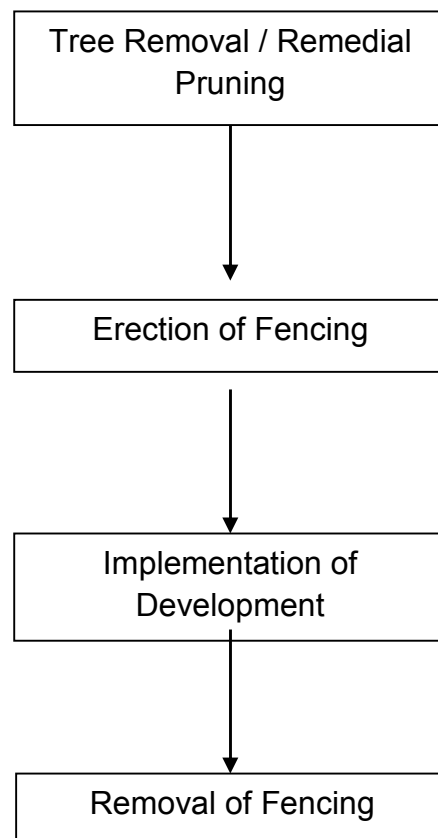 Tree Removal / Remedial
Pruning
Erection of Fencing
Implementation of
Development
Removal of Fencing